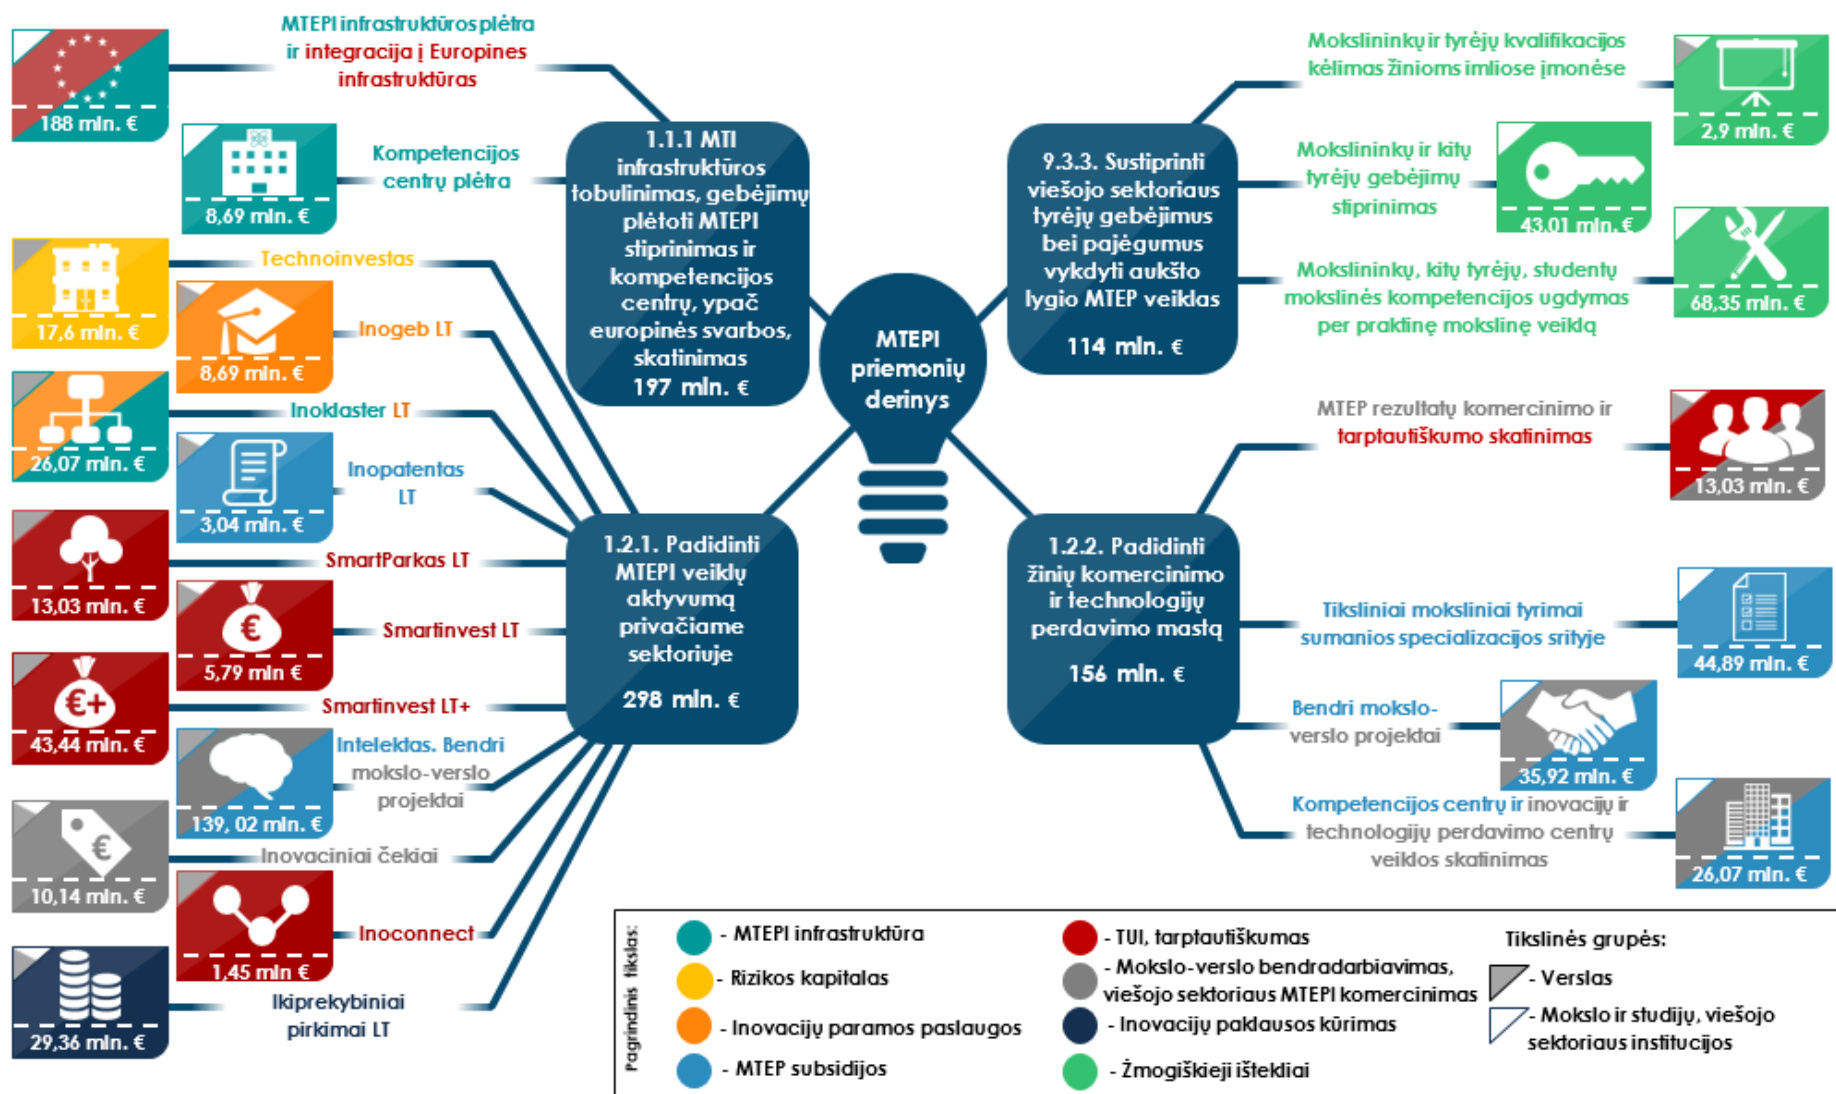 MTEPI infrastruktūros plėtra
ir integracija į Europines
infrastruktūras
188 mln. €
Kompetencijos
centrų plėtra
8,69 mln. €
Technoinvestas
17,6 mln. €
Inogeb LT
8,69 mln. €
Inoklaster LT
26,07 mln. €
Inopatentas
LT
3,04 mln. €
SmartParkas LT
13,03 mln. €
Smartinvest LT
€
5,79 mln €
Smartinvest LT+
€+
43,44 mln. €
Intelektas. Bendri
mokslo-verslo
projektai
139, 02 mln. €
Inovaciniai čekiai
€
10,14 mln. €
Inoconnect
1,45 mln €
Ikiprekybiniai
pirkimai LT
29,36 mln. €
1.1.1 MTI
infrastruktūros
tobulinimas, gebėjimų
plėtoti MTEPI
stiprinimas ir
kompetencijos
centrų, ypač
europinės svarbos,
skatinimas
197 mln. €
1.2.1. Padidinti
MTEPI veiklų
aktyvumą
privačiame
sektoriuje
298 mln. €
MTEPI
priemonių
derinys
9.3.3. Sustiprinti
viešojo sektoriaus
tyrėjų gebėjimus
bei pajėgumus
vykdyti aukšto
lygio MTEP veiklas
114 mln. €
1.2.2. Padidinti
žinių komercinimo
ir technologijų
perdavimo mastą
156 mln. €
Mokslininkų ir tyrėjų kvalifikacijos
kėlimas žinioms imliose įmonėse
2,9 mln. €
Mokslininkų ir kitų
tyrėjų gebėjimų
stiprinimas
43,01 mln. €
Mokslininkų, kitų tyrėjų, studentų
mokslinės kompetencijos ugdymas
per praktinę mokslinę veiklą
68,35 mln. €
MTEP rezultatų komercinimo ir
tarptautiškumo skatinimas
13,03 mln. €
Tiksliniai moksliniai tyrimai
sumanios specializacijos srityje
44,89 mln. €
Bendri mokslo-
verslo projektai
35,92 mln. €
Kompetencijos centrų ir inovacijų ir
technologijų perdavimo centrų
veiklos skatinimas
26,07 mln. €
Pagrindinis tikslas:
- MTEPI infrastruktūra
- Rizikos kapitalas
- Inovacijų paramos paslaugos
- MTEP subsidijos
- TUI, tarptautiškumas
- Mokslo-verslo bendradarbiavimas,
viešojo sektoriaus MTEPI komercinimas
- Inovacijų paklausos kūrimas
- Žmogiškieji ištekliai
Tikslinės grupės:
- Verslas
- Mokslo ir studijų, viešojo
sektoriaus institucijos